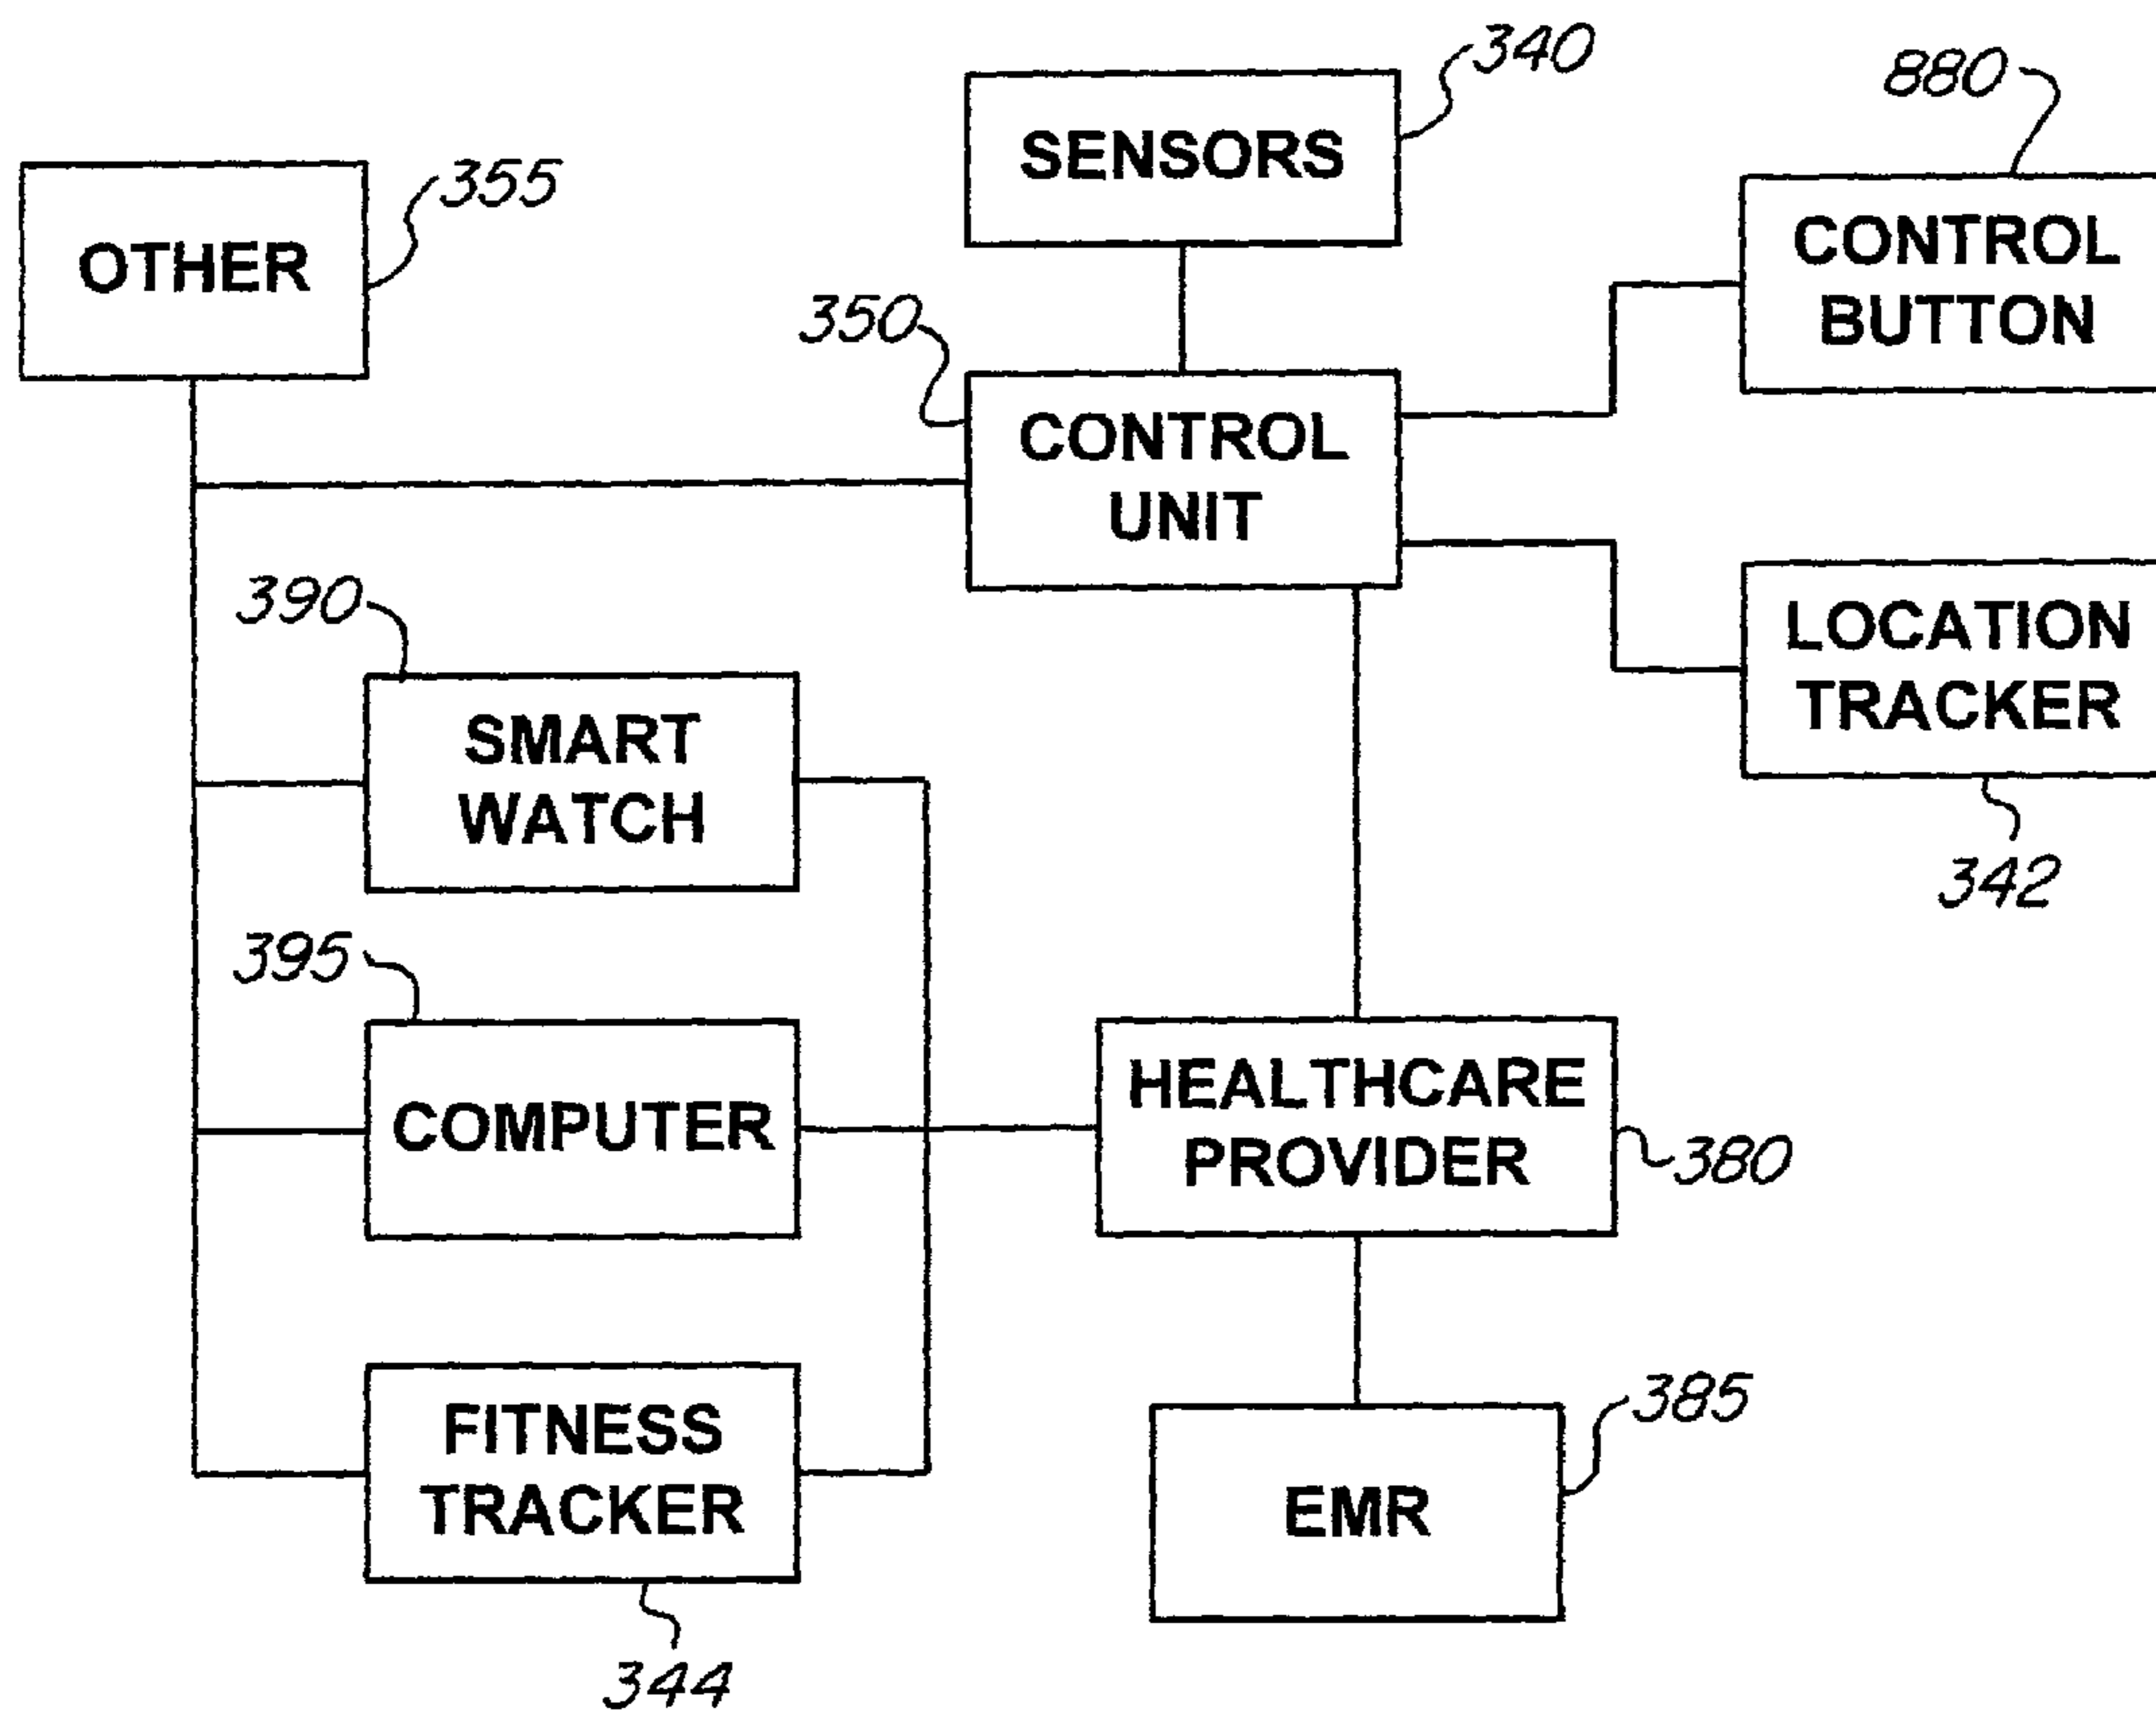 340
880
SENSORS
355
OTHER
CONTROL
BUTTON
350
CONTROL
UNIT
390
LOCATION
TRACKER
SMART
WATCH
342
395
COMPUTER
HEALTHCARE
PROVIDER
380
385
FITNESS
TRACKER
EMR
344